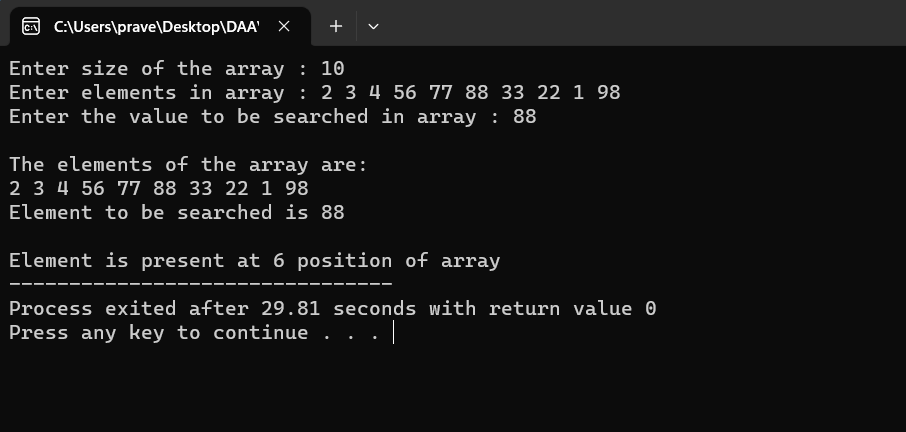 C:\Users\prave\Desktop\DAA\
Enter size of the array : 10
Enter elements in array : 2 3 4 56 77 88 33 22 1 98
Enter the value to be searched in array : 88
The elements of the array are:
2 3 4 56 77 88 33 22 1 98
Element to be searched is 88
Element is present at 6 position of array
--------------------------------
Process exited after 29.81 seconds with return value 0
Press any key to continue . . .